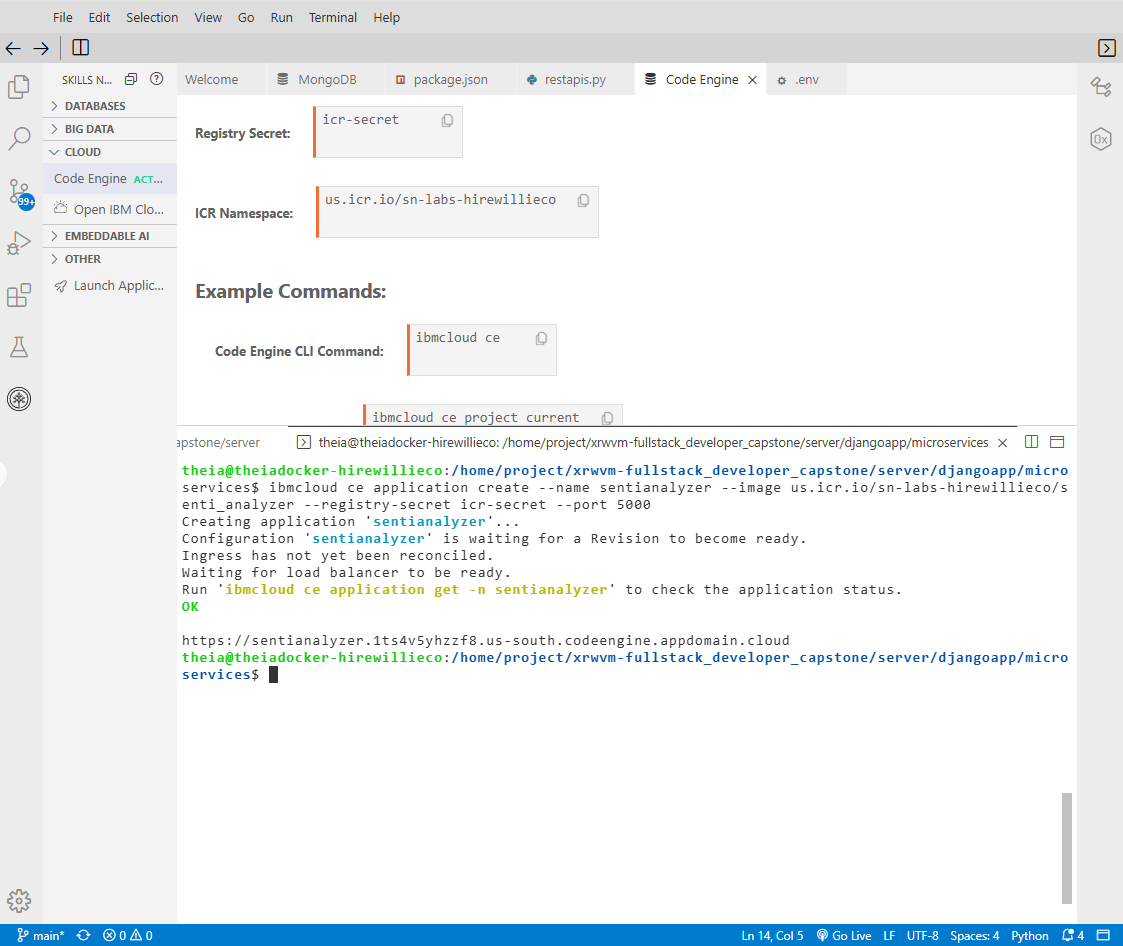 File Edit Selection View Go Run Terminal Help
SKILLS N...
Welcome MongoDB package.json restapis.py Code Engine .env
DATABASES
BIG DATA
CLOUD
Code Engine ACT...
Open IBM Clo...
EMBEDDABLE AI
OTHER
Launch Applic...
99+
Registry Secret:
icr-secret
ICR Namespace:
us.icr.io/sn-labs-hirewillieco
Example Commands:
Code Engine CLI Command:
ibmcloud ce
ibmcloud ce project current
0x
apstone/server theia@theiadocker-hirewillieco: /home/project/xrwvm-fullstack_developer_capstone/server/djangoapp/microservices
theia@theiadocker-hirewillieco:/home/project/xrwvm-fullstack_developer_capstone/server/djangoapp/micro
services$ ibmcloud ce application create --name sentianalyzer --image us.icr.io/sn-labs-hirewillieco/s
enti_analyzer --registry-secret icr-secret --port 5000
Creating application 'sentianalyzer'...
Configuration 'sentianalyzer' is waiting for a Revision to become ready.
Ingress has not yet been reconciled.
Waiting for load balancer to be ready.
Run 'ibmcloud ce application get -n sentianalyzer' to check the application status.
OK
https://sentianalyzer.1ts4v5yhzzf8.us-south.codeengine.appdomain.cloud
theia@theiadocker-hirewillieco:/home/project/xrwvm-fullstack_developer_capstone/server/djangoapp/micro
services$
main* 0 0 Ln 14, Col 5 Go Live LF UTF-8 Spaces: 4 Python 4